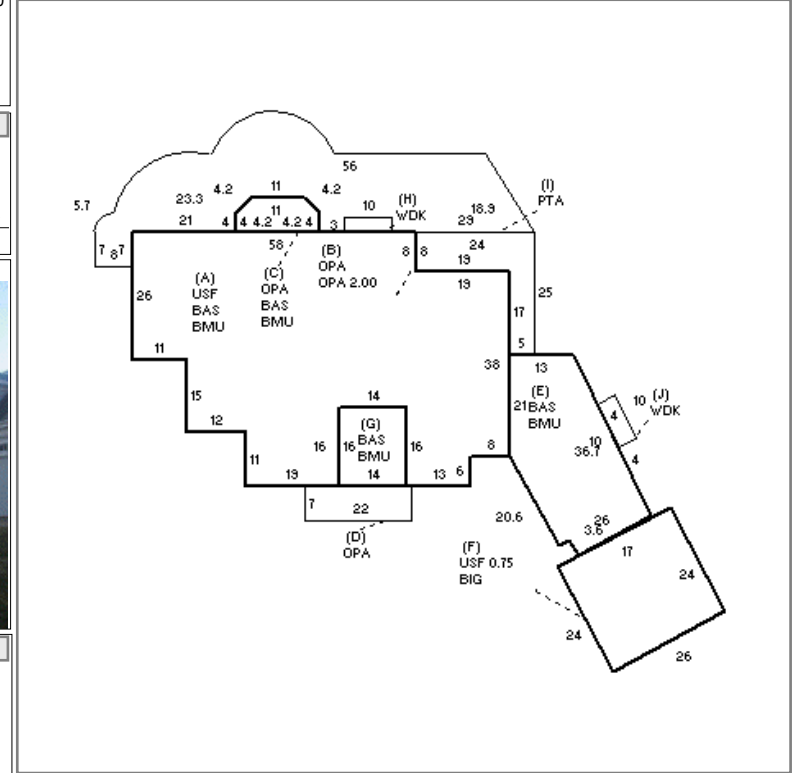 56
5.7
23.3
4.2
11
4.2
10
(H)
WDK
(I)
PTA
18.9
29
21
4
11
4 4.2 4.2 4
3
7 8 7
58
(B)
OPA
OPA 2.00
8 8
24
19
19
(A)
USF
BAS
BMU
(C)
OPA
BAS
BMU
26
25
17
5
11
13
38
15
14
(E)
BAS
BMU
21
10
(J)
WDK
4
12
16
(G)
BAS
BMU
16
16
14
10
36.7
4
8
11
19
13
6
7
22
(D)
OPA
20.6
26
3.6
17
(F)
USF 0.75
BIG
24
24
26